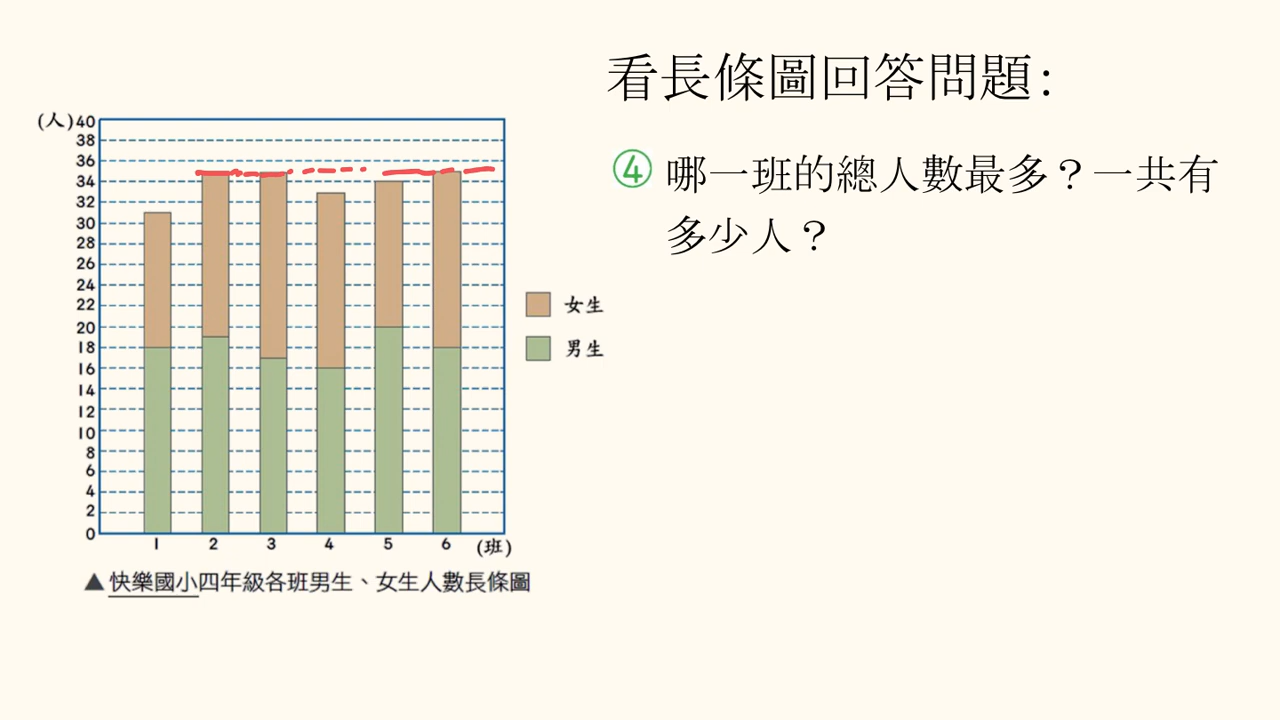 看長條圖回答問題:
④ 哪一班的總人數最多？一共有
多少人？
(人)
40
38
36
34
32
30
28
26
24
22
20
18
16
14
12
10
8
6
4
2
0
1 2 3 4 5 6 (班)
女生
男生
▲快樂國小四年級各班男生、女生人數長條圖